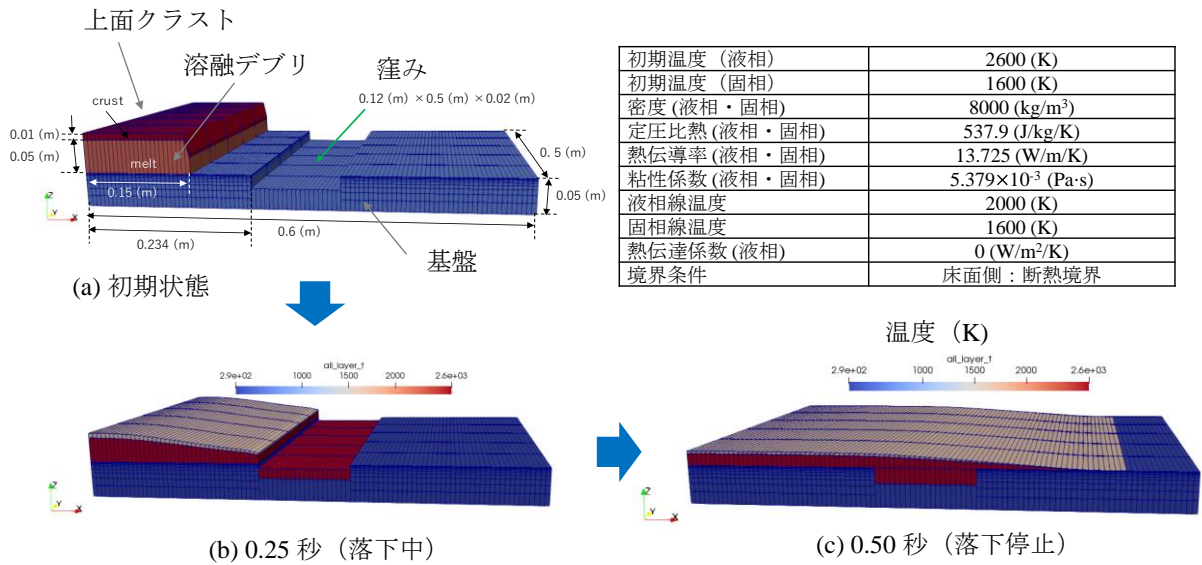 上面クラスト
溶融デブリ
窪み
0.12 (m) ×0.5 (m) ×0.02 (m)
crust
0.01 (m)
0.05 (m)
melt
0.15 (m)
0.5 (m)
0.05 (m)
0.6 (m)
0.234 (m)
基盤
Z
Y
X
(a) 初期状態
初期温度（液相） 2600 (K)
初期温度（固相） 1600 (K)
密度 (液相・固相) 8000 (kg/m³)
定圧比熱 (液相・固相) 537.9 (J/kg/K)
熱伝導率 (液相・固相) 13.725 (W/m/K)
粘性係数 (液相・固相) 5.379×10⁻³ (Pa·s)
液相線温度 2000 (K)
固相線温度 1600 (K)
熱伝達係数 (液相) 0 (W/m²/K)
境界条件 床面側：断熱境界
all_layer_t
2.9e+02 1000 1500 2000 2.6e+03
Z
Y
X
(b) 0.25 秒（落下中）
温度（K)
all_layer_t
2.9e+02 1000 1500 2000 2.6e+03
Z
Y
X
(c) 0.50 秒（落下停止）